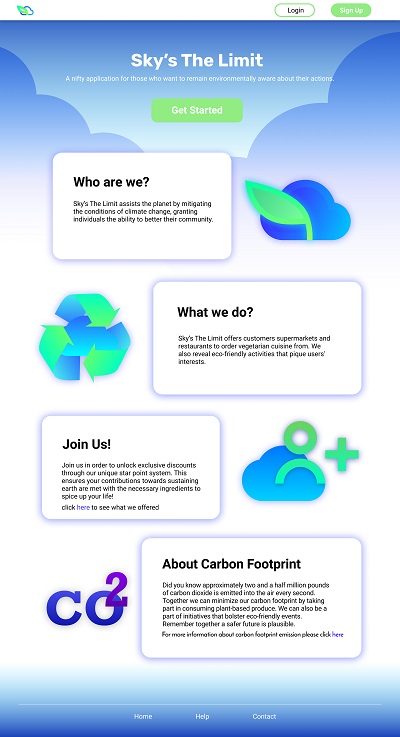 Login
Sign Up
Sky's The Limit
A nifty application for those who want to remain environmentally aware about their actions.
Get Started
Who are we?
Sky's The Limit assists the planet by mitigating
the conditions of climate change, granting
individuals the ability to better their community.
What we do?
Sky's The Limit offers customers supermarkets and
restaurants to order vegetarian cuisine from. We
also reveal eco-friendly activities that pique users'
interests.
Join Us!
Join us in order to unlock exclusive discounts
through our unique star point system. This
ensures your contributions towards sustaining
earth are met with the necessary ingredients to
spice up your life!
click here to see what we offered
CO2
About Carbon Footprint
Did you know approximately two and a half million pounds
of carbon dioxide is emitted into the air every second.
Together we can minimize our carbon footprint by taking
part in consuming plant-based produce. We can also be a
part of initiatives that bolster eco-friendly events.
Remember together a safer future is plausible.
For more information about carbon footprint emission please click here
Home
Help
Contact